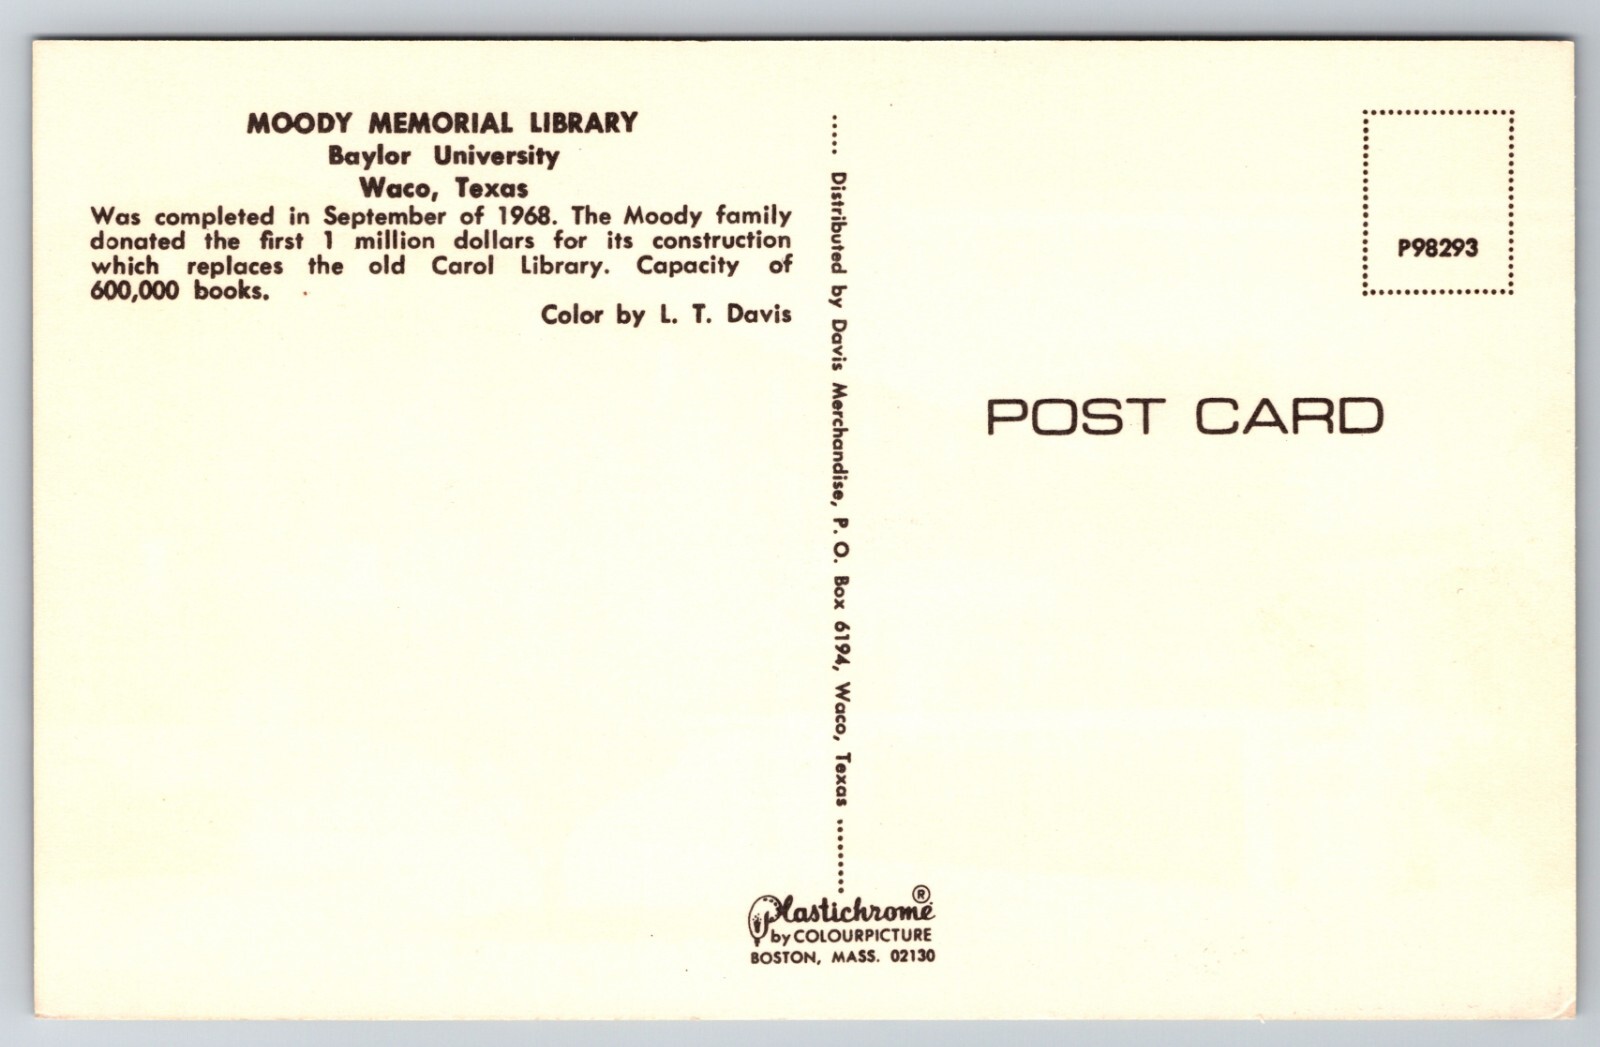 MOODY MEMORIAL LIBRARY
Baylor University
Waco, Texas
Was completed in September of 1968. The Moody family
donated the first 1 million dollars for its construction
which replaces the old Carol Library. Capacity of
600,000 books.
Color by L. T. Davis
Distributed by Davis Merchandise, P. O. Box 6194, Waco, Texas
Plastichrome ®
by COLOURPICTURE
BOSTON, MASS. 02130
P98293
POST CARD